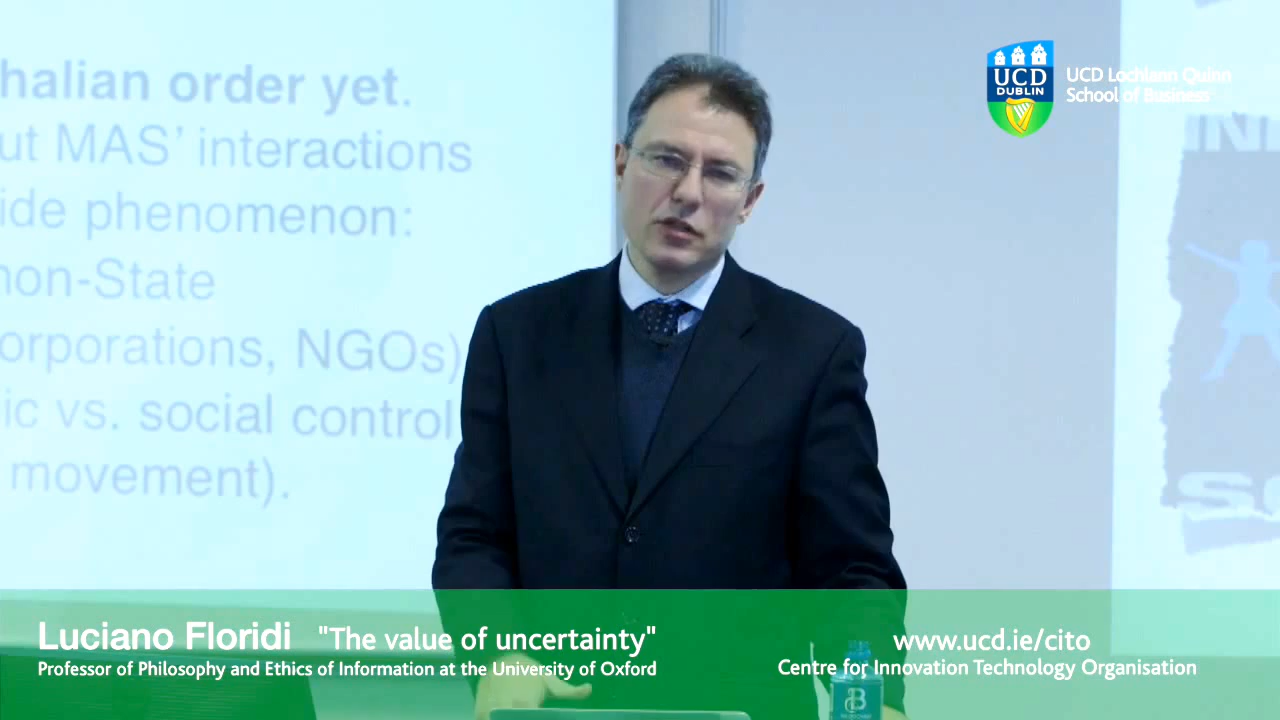 halian order yet.
ut MAS' interactions
ide phenomenon:
non-State
orporations, NGOs)
ic vs. social control
movement).
UCD
DUBLIN
UCD Lochlann Quinn
School of Business
Luciano Floridi "The value of uncertainty"
Professor of Philosophy and Ethics of Information at the University of Oxford
www.ucd.ie/cito
Centre for Innovation Technology Organisation